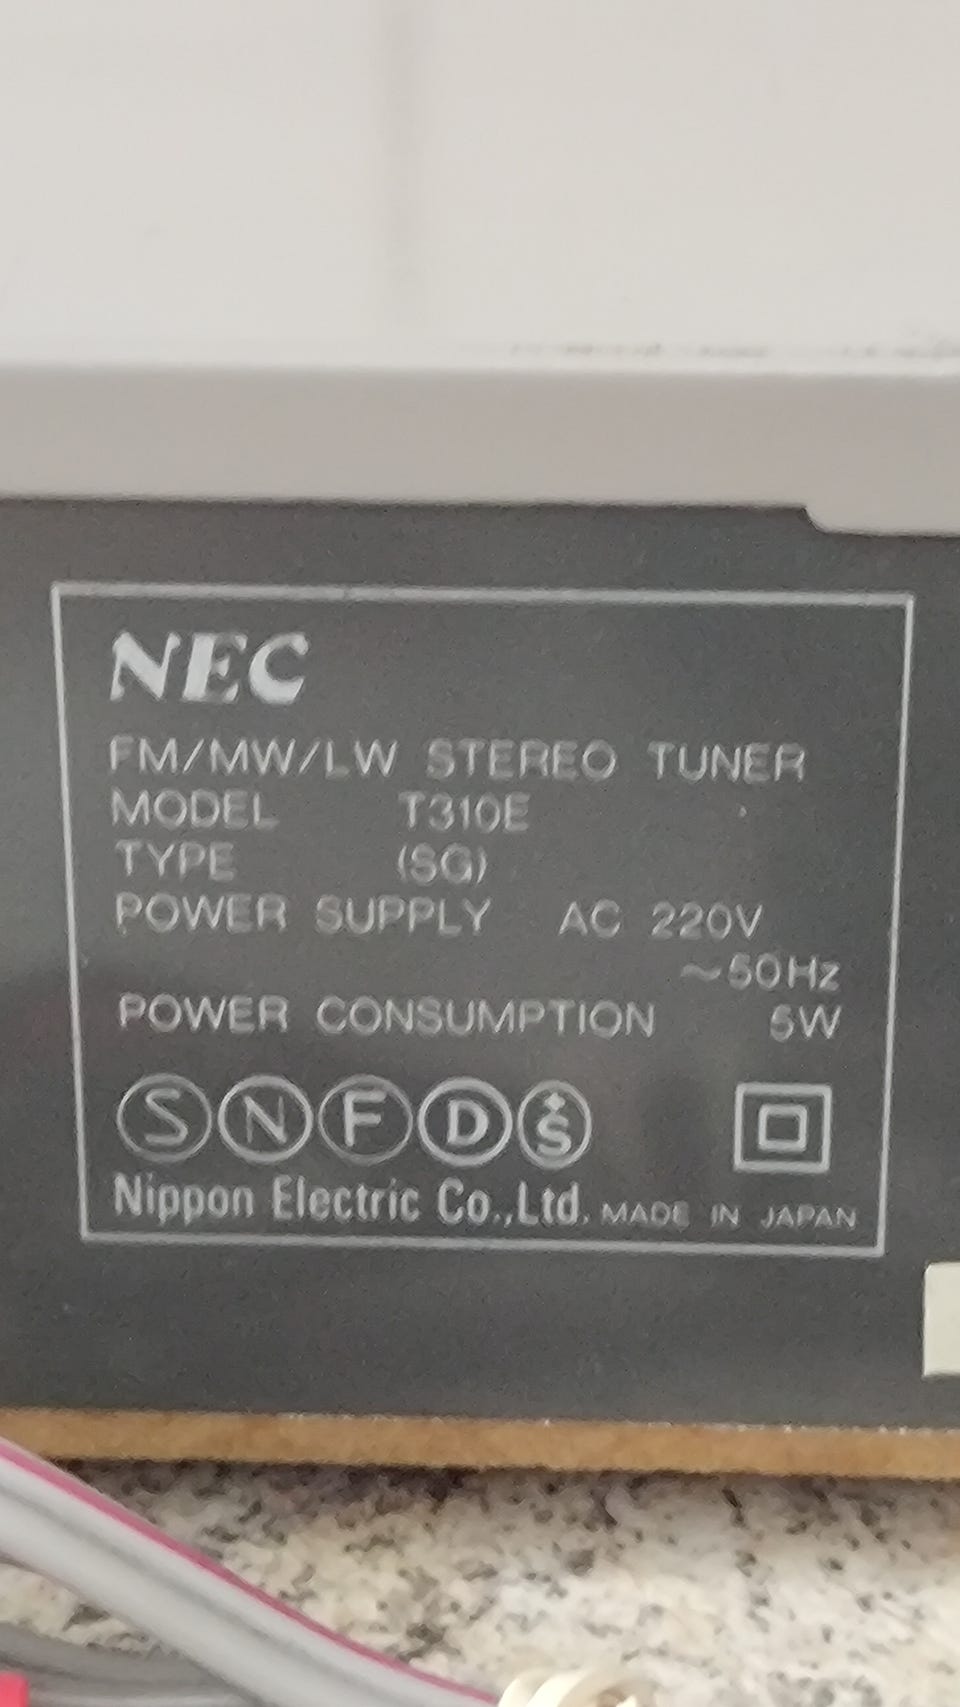 NEC
FM/MW/LW STEREO TUNER
MODEL T310E
TYPE (SG)
POWER SUPPLY AC 220V
~50Hz
POWER CONSUMPTION 5W
S N F D S
Nippon Electric Co.,Ltd. MADE IN JAPAN